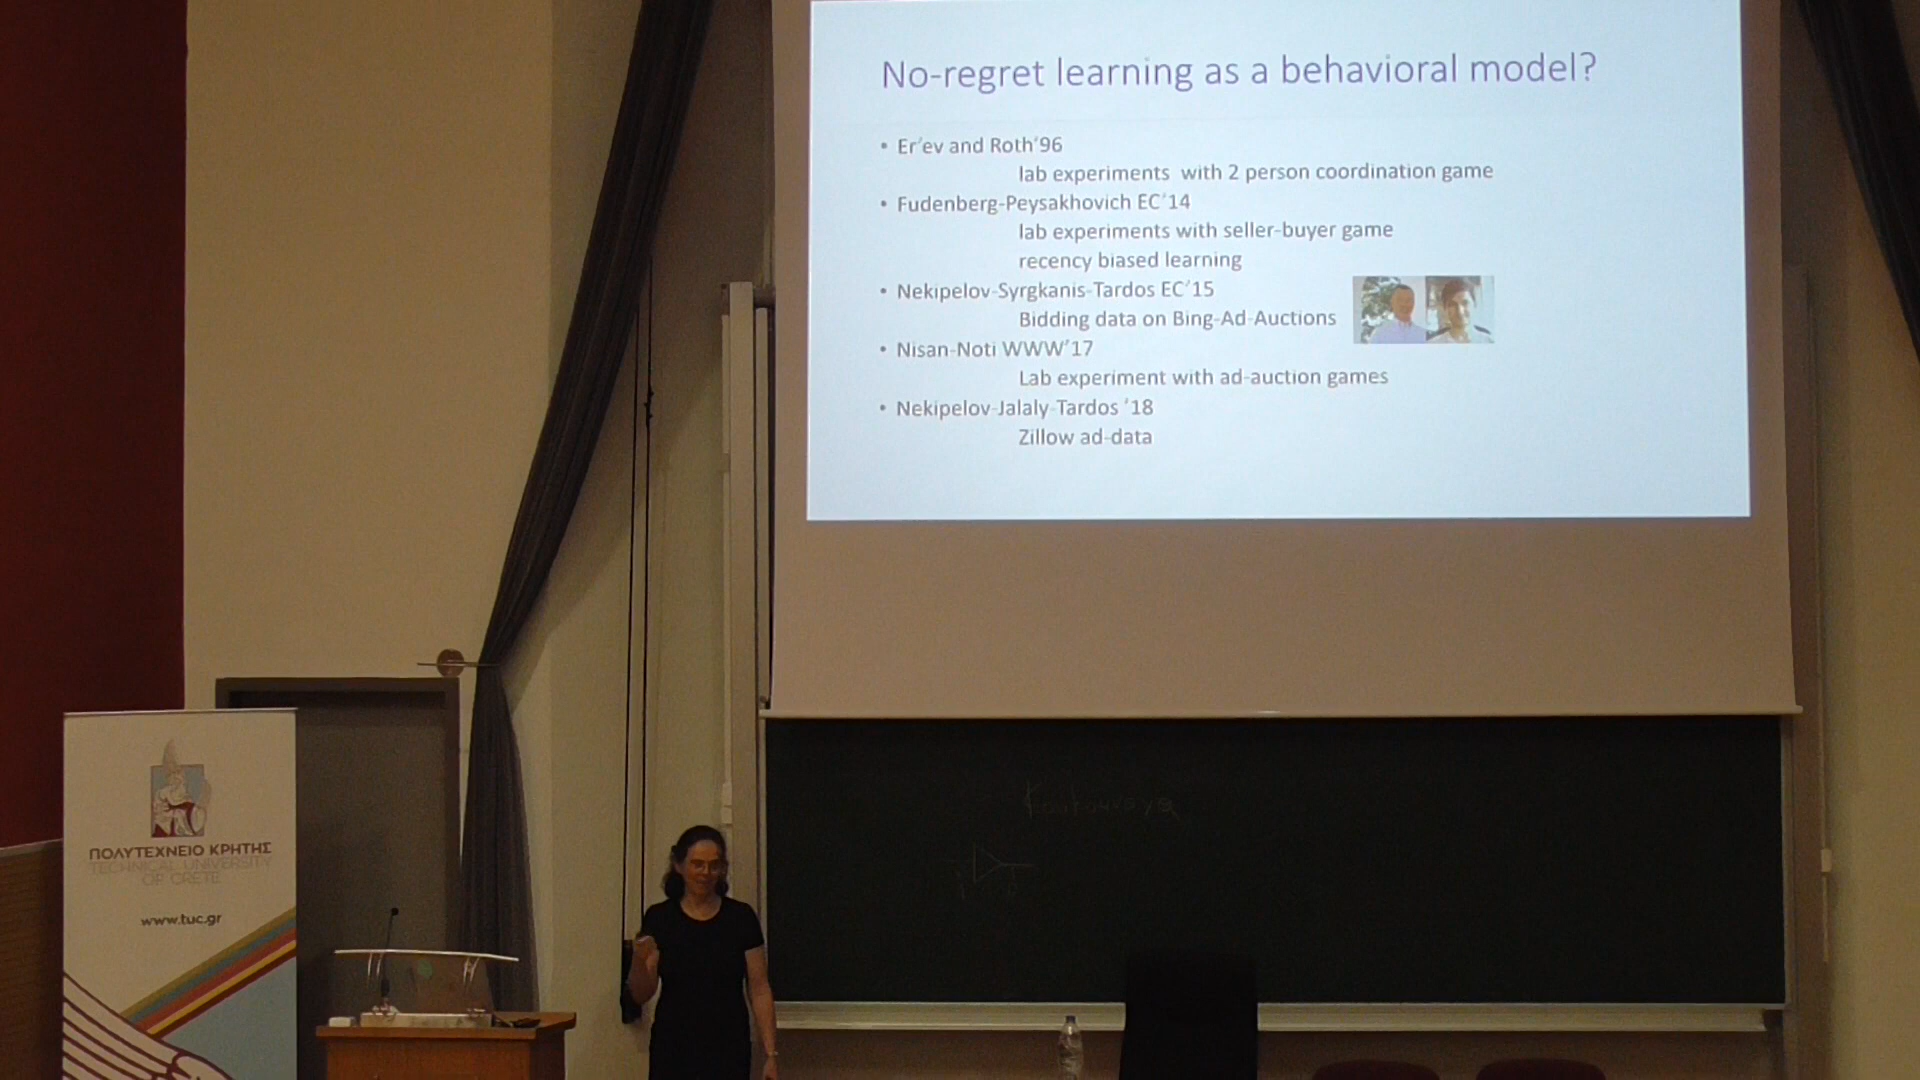 No-regret learning as a behavioral model?
• Er'ev and Roth'96
lab experiments with 2 person coordination game
• Fudenberg-Peysakhovich EC'14
lab experiments with seller-buyer game
recency biased learning
• Nekipelov-Syrgkanis-Tardos EC'15
Bidding data on Bing-Ad-Auctions
• Nisan-Noti WWW'17
Lab experiment with ad-auction games
• Nekipelov-Jalaly-Tardos '18
Zillow ad-data
ΠΟΛΥΤΕΧΝΕΙΟ ΚΡΗΤΗΣ
TECHNICAL UNIVERSITY
OF CRETE
www.tuc.gr